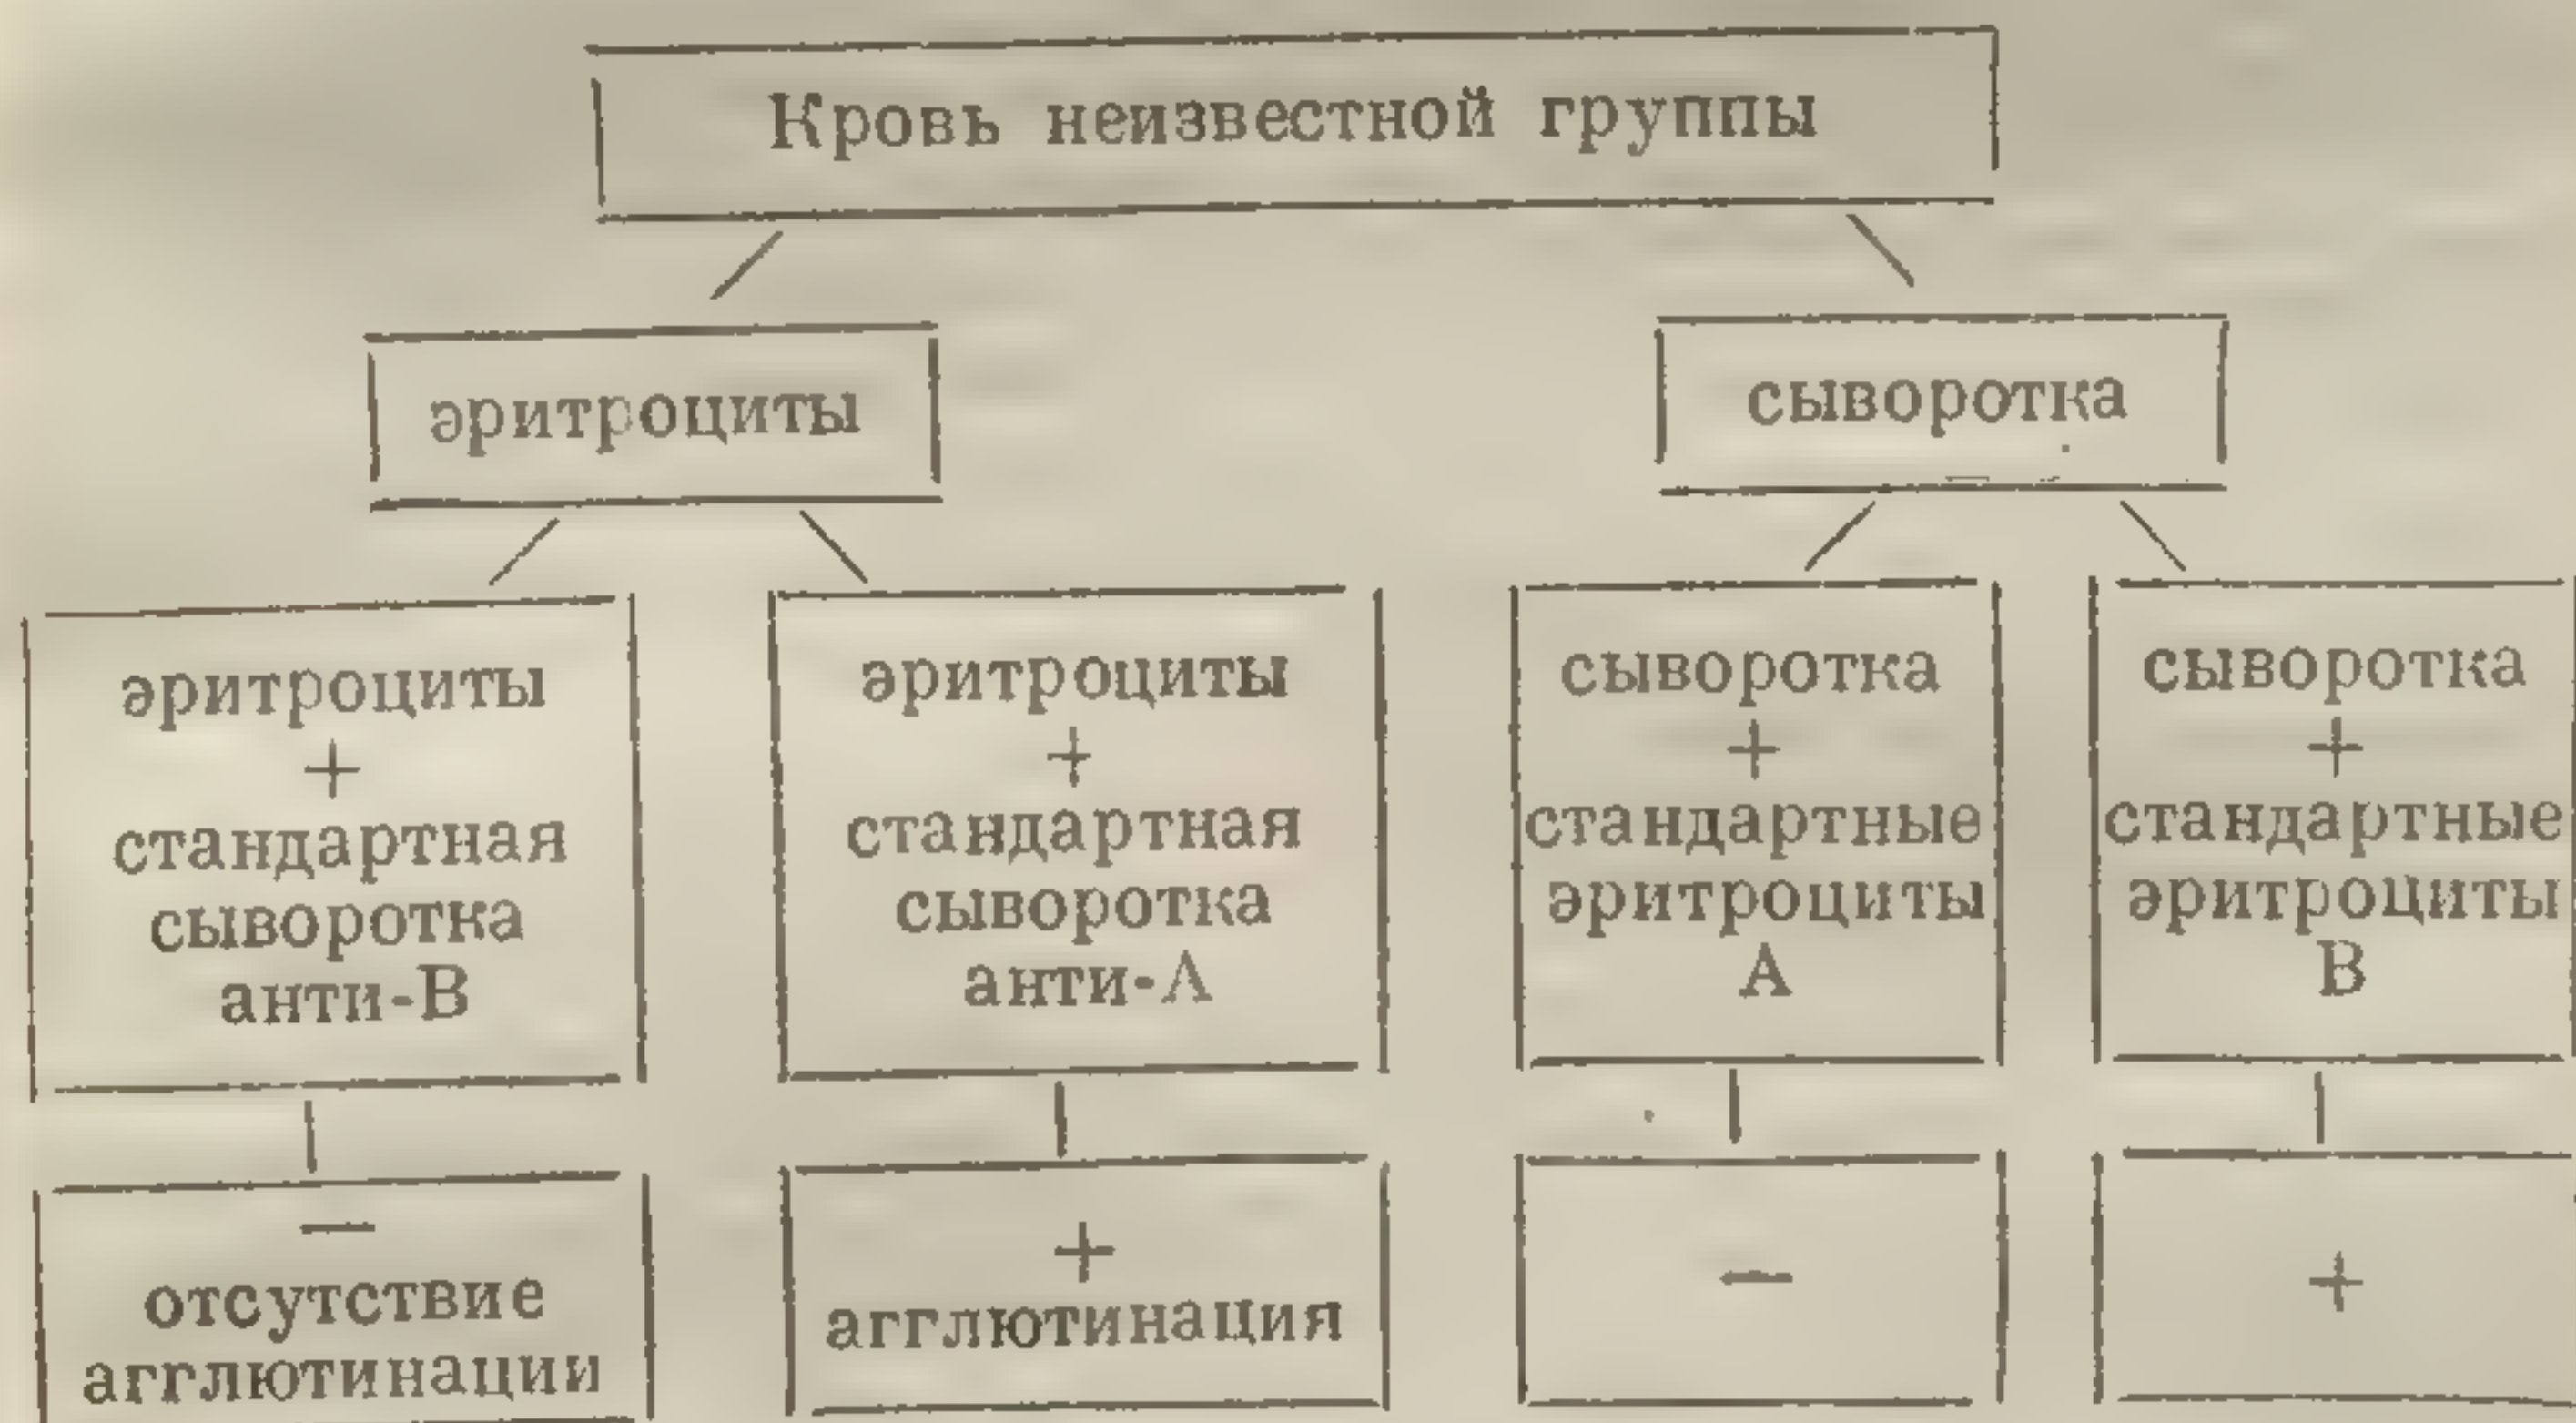 Кровь неизвестной группы
эритроциты
сыворотка
эритроциты
+
стандартная
сыворотка
анти-В
эритроциты
+
стандартная
сыворотка
анти-А
сыворотка
+
стандартные
эритроциты
А
сыворотка
+
стандартные
эритроциты
В
—
отсутствие
агглютинации
+
агглютинация
—
+